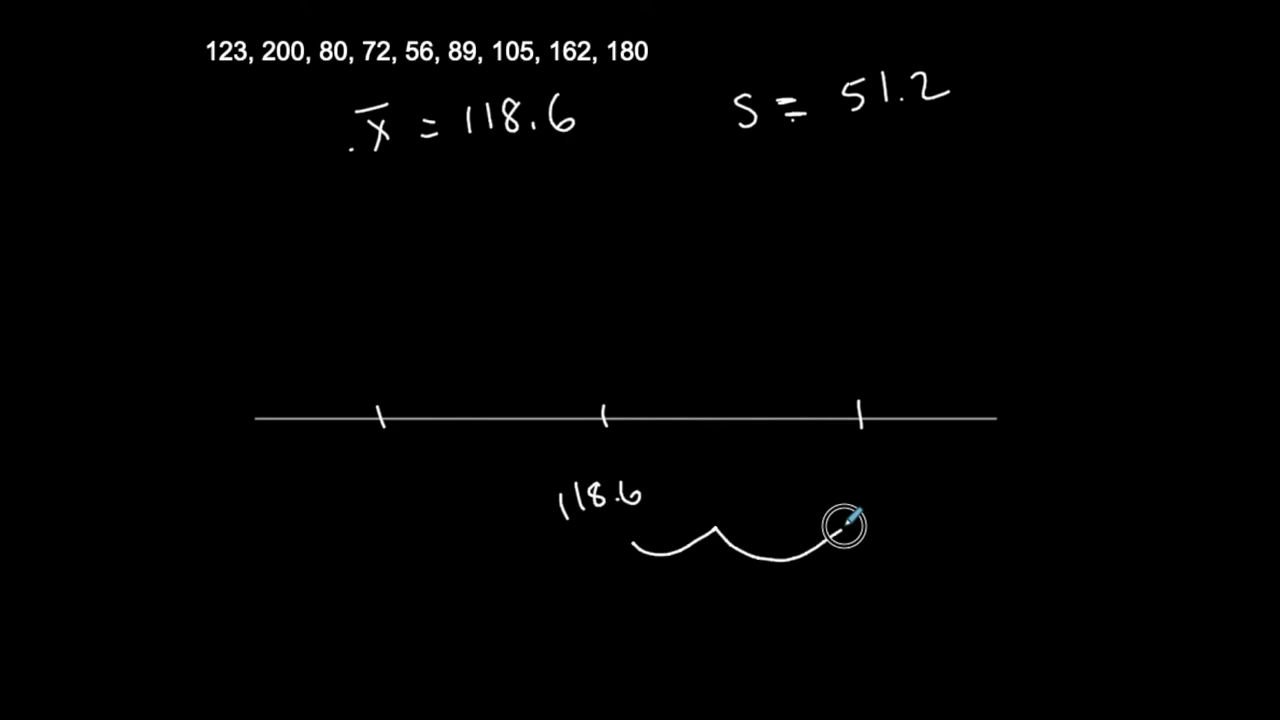 123, 200, 80, 72, 56, 89, 105, 162, 180
x̅ = 118.6 S = 51.2
118.6